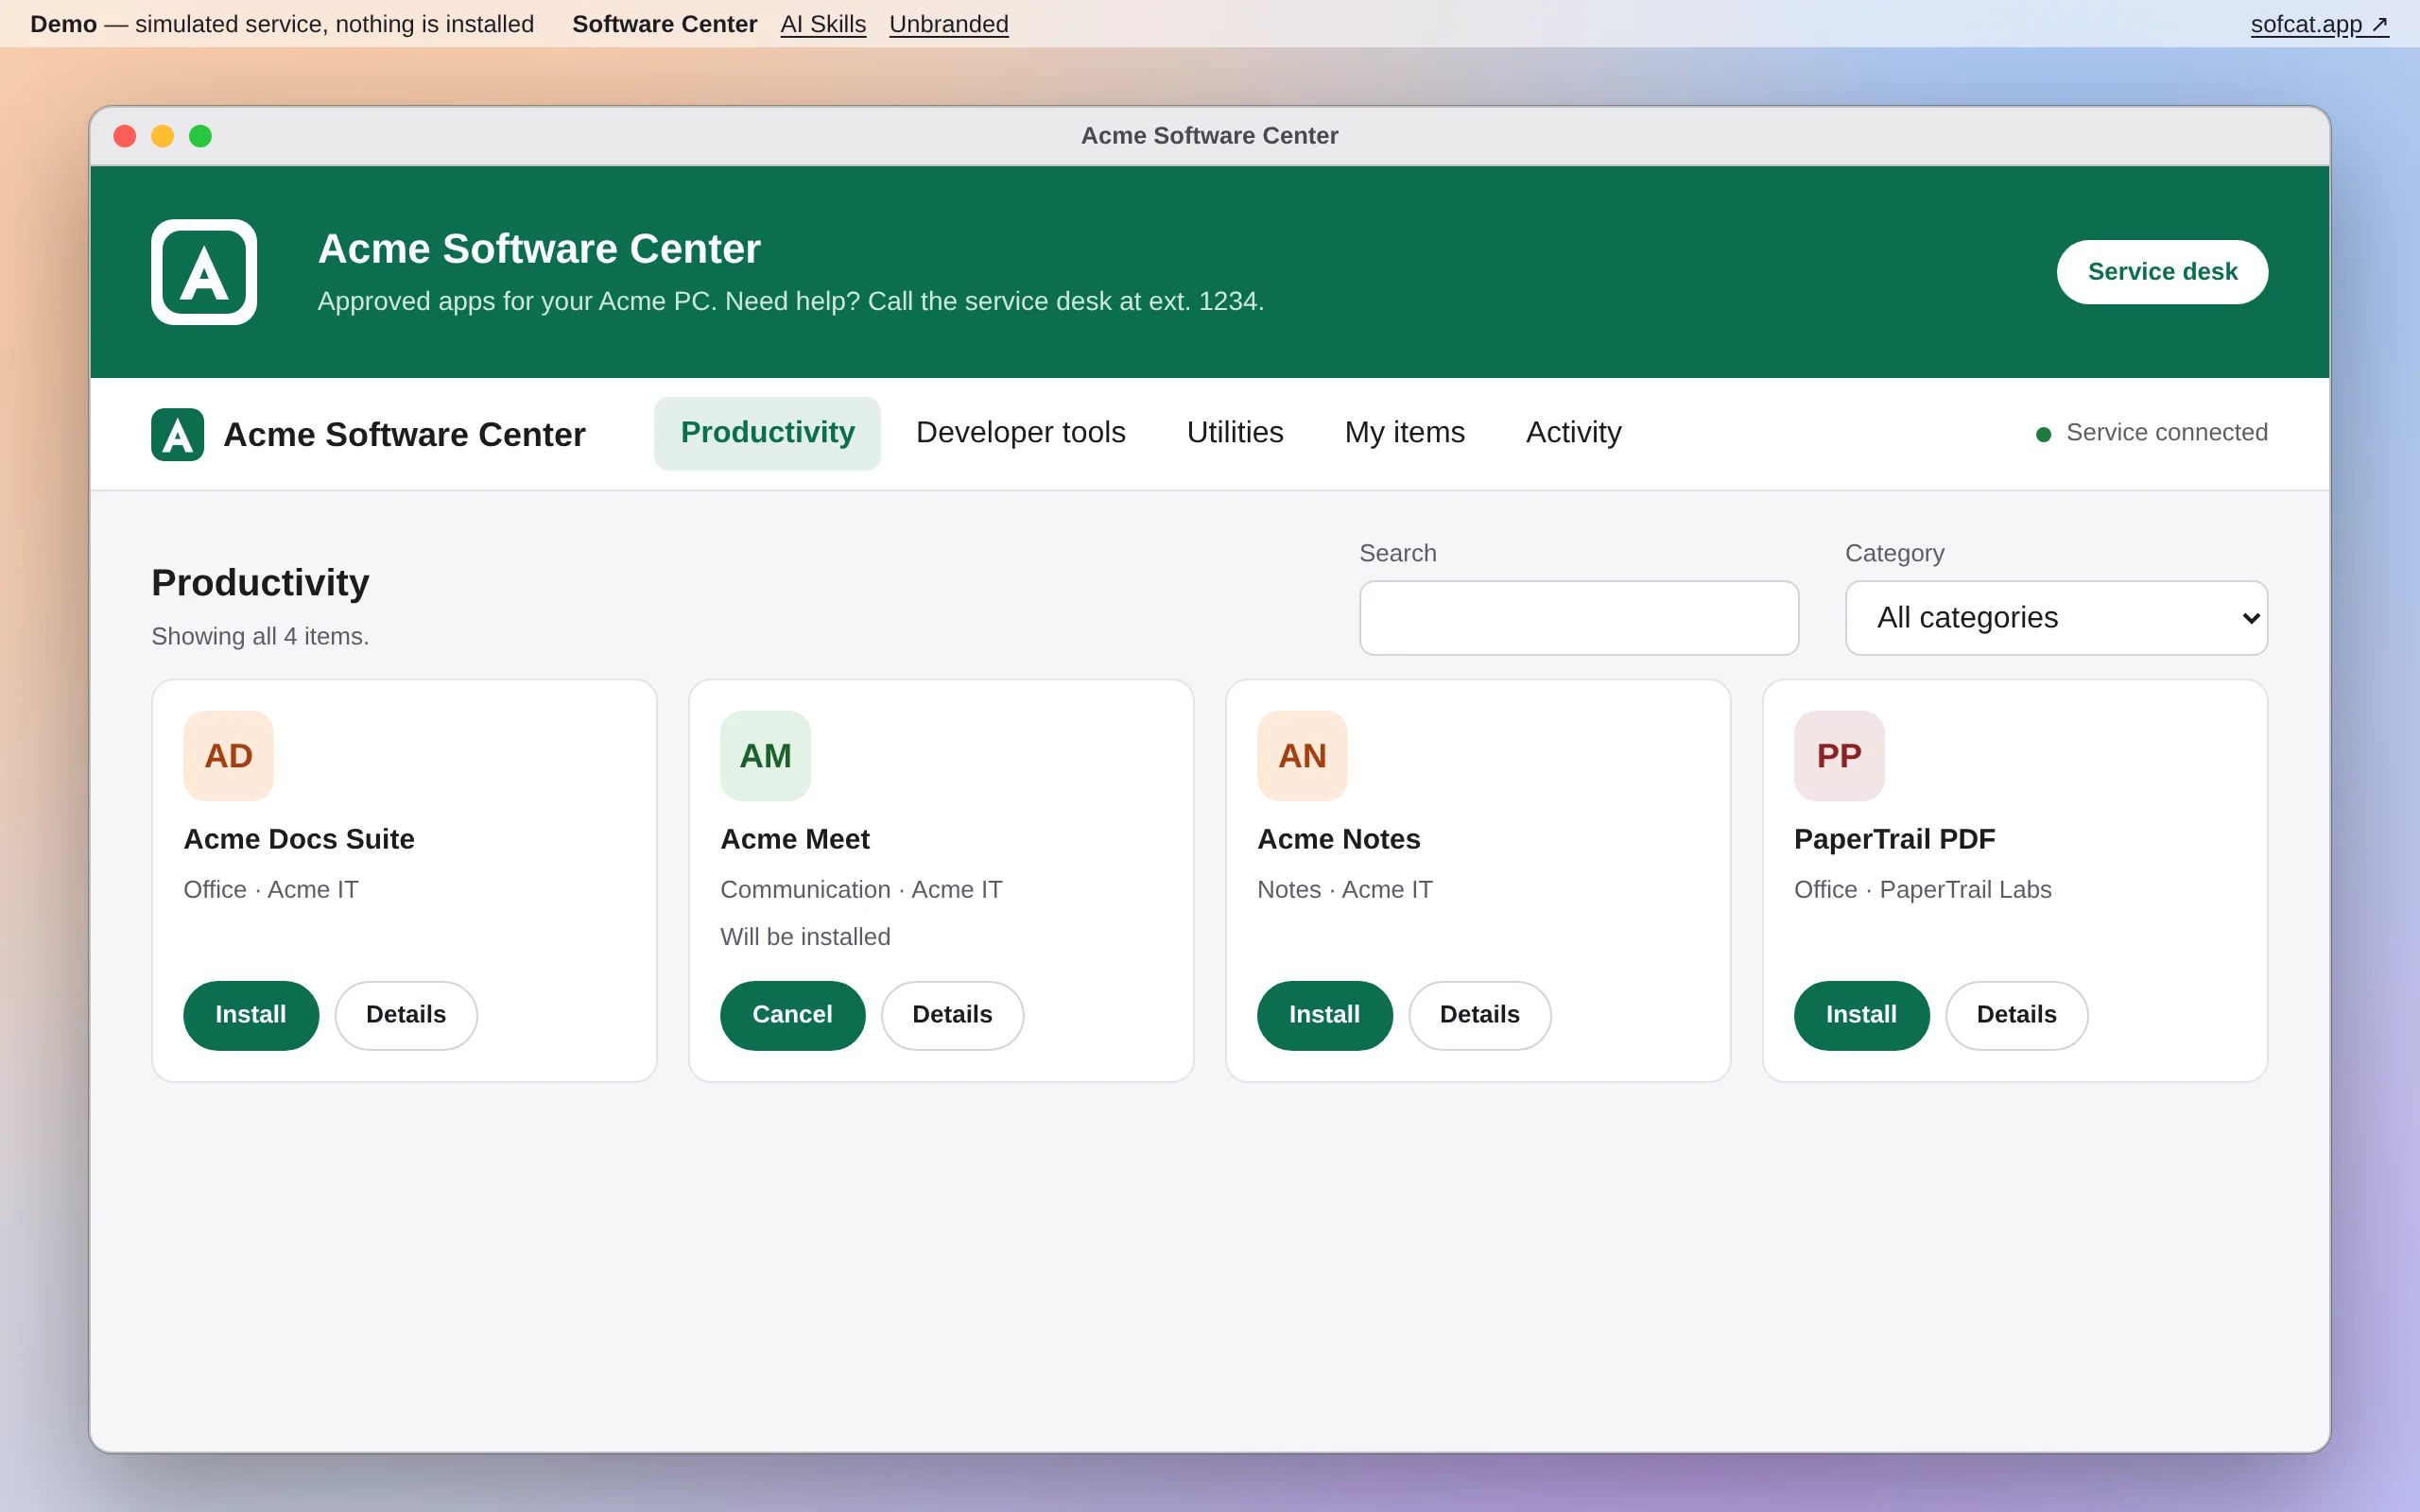 Demo — simulated service, nothing is installed Software Center AI Skills Unbranded sofcat.app ↗
Acme Software Center
A
Acme Software Center
Approved apps for your Acme PC. Need help? Call the service desk at ext. 1234.
Service desk
A Acme Software Center Productivity Developer tools Utilities My items Activity Service connected
Productivity
Showing all 4 items.
Search
Category
All categories
AD
Acme Docs Suite
Office · Acme IT
Install Details
AM
Acme Meet
Communication · Acme IT
Will be installed
Cancel Details
AN
Acme Notes
Notes · Acme IT
Install Details
PP
PaperTrail PDF
Office · PaperTrail Labs
Install Details